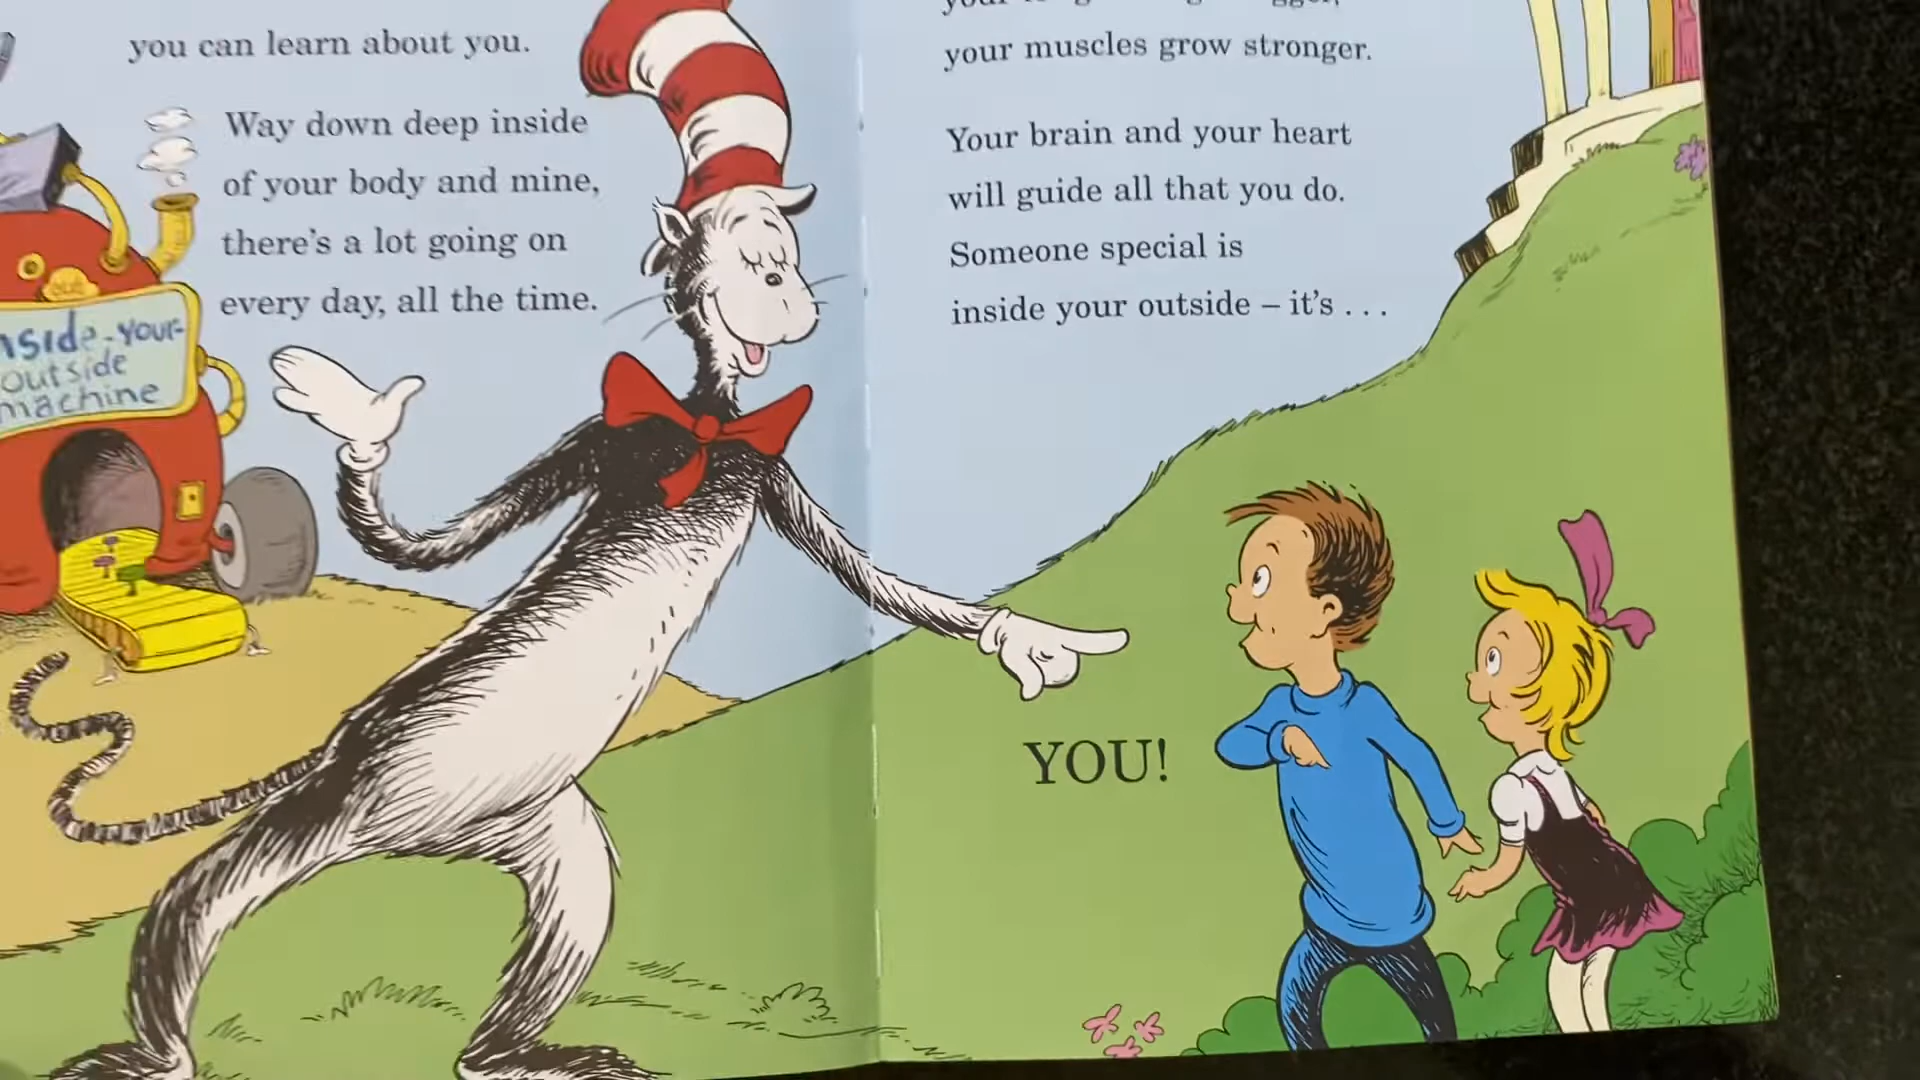 you can learn about you.
Way down deep inside
of your body and mine,
there's a lot going on
every day, all the time.
nside-your-
outside
machine
your muscles grow stronger.
Your brain and your heart
will guide all that you do.
Someone special is
inside your outside – it's . . .
YOU!